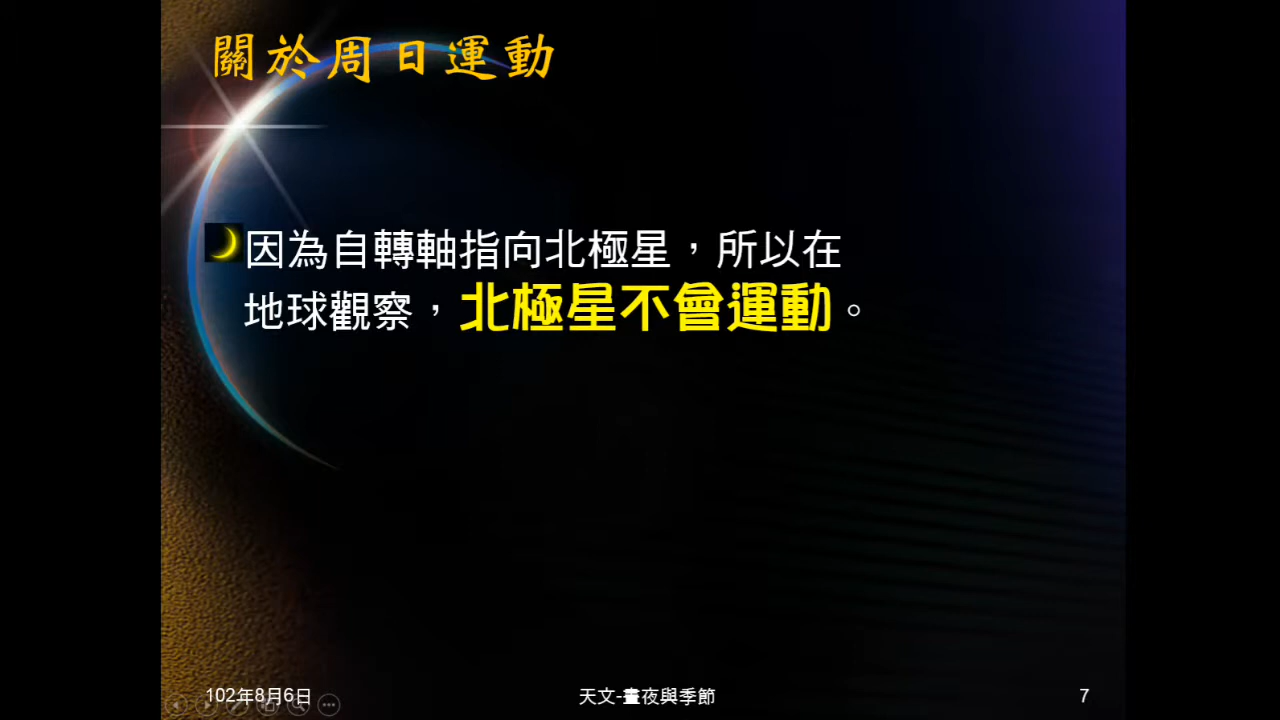 關於周日運動
因為自轉軸指向北極星，所以在
地球觀察，北極星不會運動。
102年8月6日
天文-晝夜與季節
7